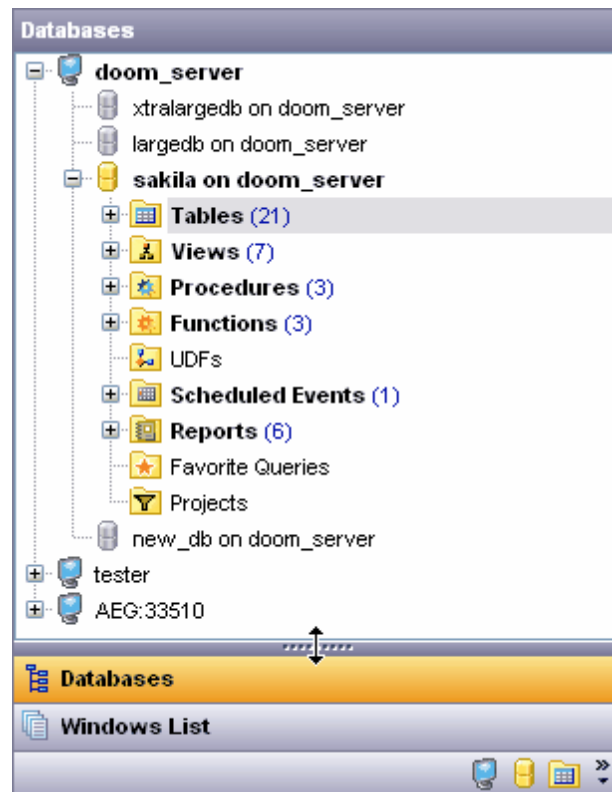 Databases
doom_server
xtralargedb on doom_server
largedb on doom_server
sakila on doom_server
Tables (21)
Views (7)
Procedures (3)
Functions (3)
UDFs
Scheduled Events (1)
Reports (6)
Favorite Queries
Projects
new_db on doom_server
tester
AEG:33510
Databases
Windows List